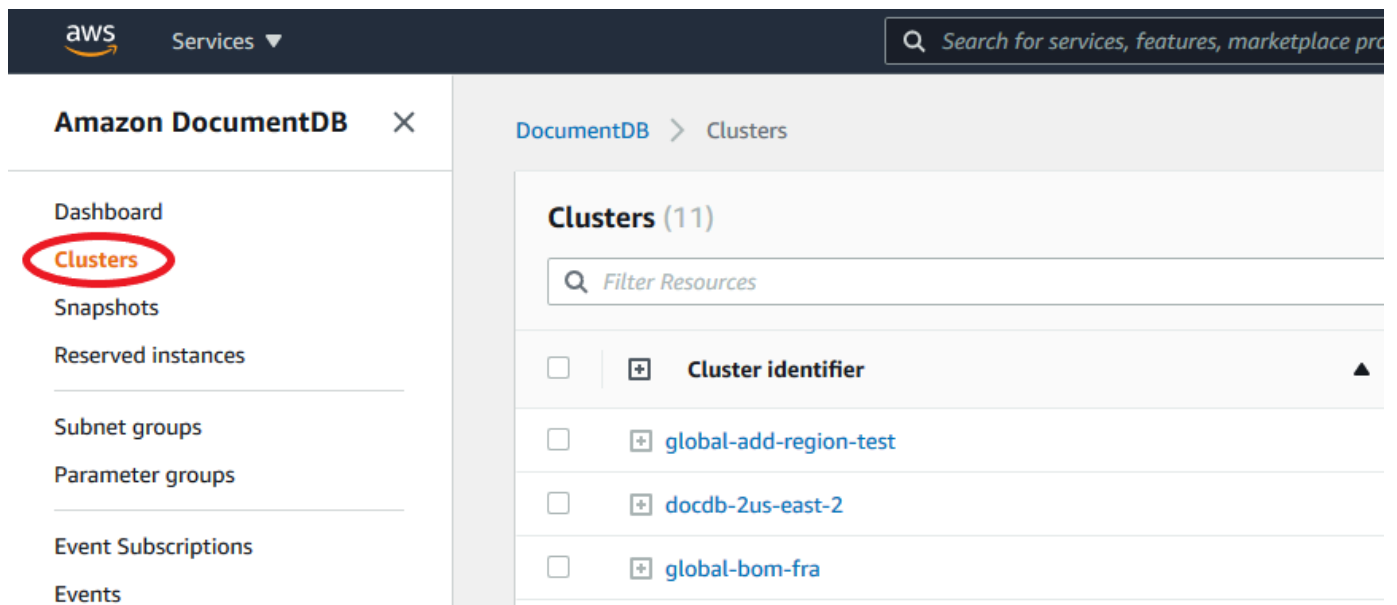 aws Services ▼ Search for services, features, marketplace pro
Amazon DocumentDB
Dashboard
Clusters
Snapshots
Reserved instances
Subnet groups
Parameter groups
Event Subscriptions
Events
DocumentDB > Clusters
Clusters (11)
Filter Resources
Cluster identifier
global-add-region-test
docdb-2us-east-2
global-bom-fra